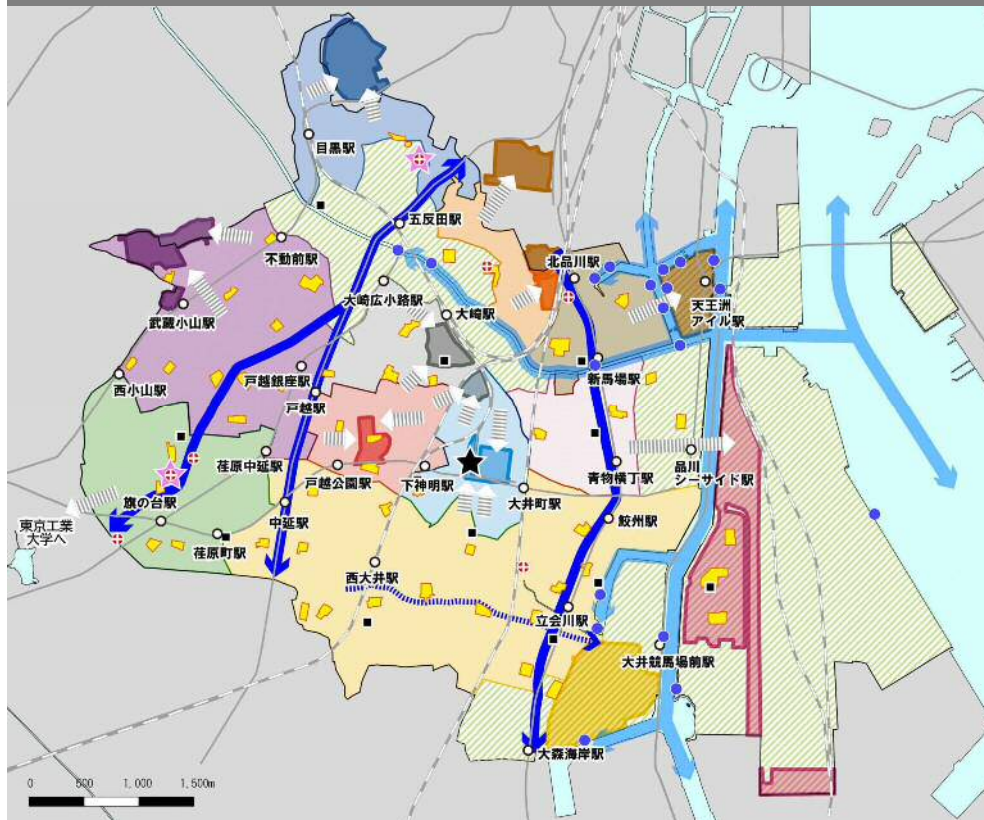 目黒駅
五反田駅
不動前駅
北品川駅
大崎広小路駅
大崎駅
天王洲
アイル駅
武蔵小山駅
戸越銀座駅
新馬場駅
西小山駅
戸越駅
荏原中延駅
戸越公園駅
下神明駅
青物横丁駅
品川
シーサイド駅
大井町駅
旗の台駅
中延駅
鮫州駅
東京工業
大学へ
荏原町駅
西大井駅
立会川駅
大井競馬場前駅
大森海岸駅
0 500 1,000 1,500m